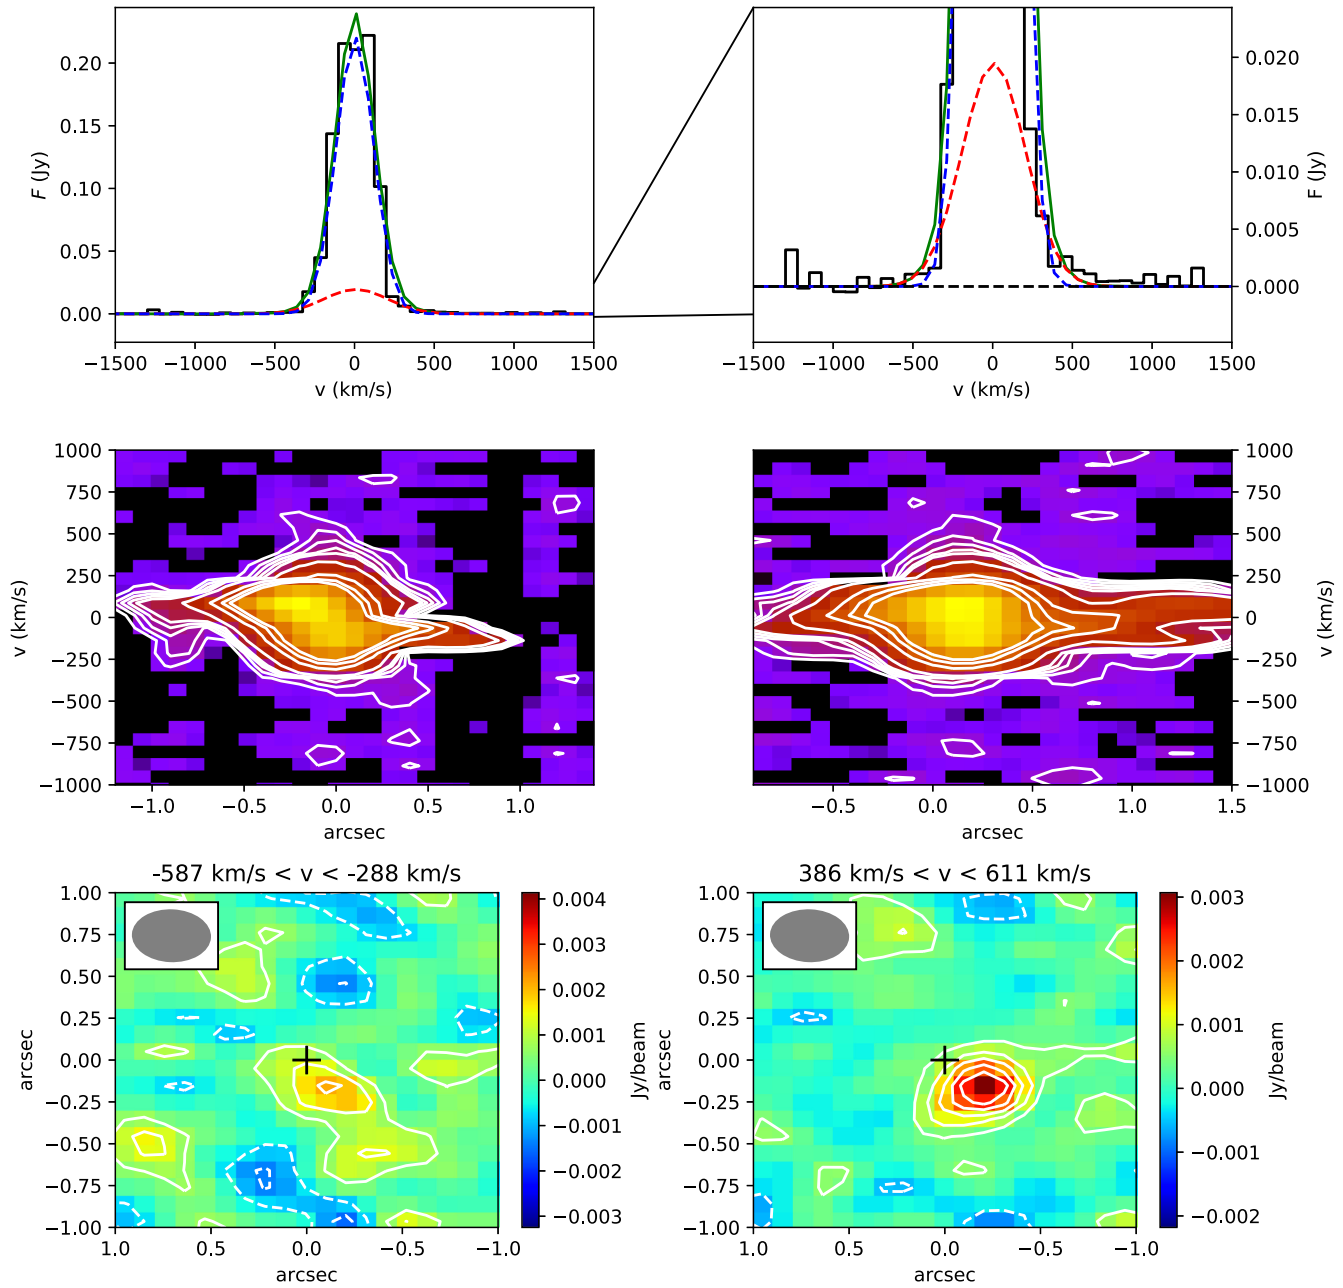 0.20
0.15
0.10
0.05
0.00
F (Jy)
−1500 −1000 −500 0 500 1000 1500
v (km/s)
0.020
0.015
0.010
0.005
0.000
F (Jy)
−1500 −1000 −500 0 500 1000 1500
v (km/s)
1000
750
500
250
0
−250
−500
−750
−1000
v (km/s)
−1.0 −0.5 0.0 0.5 1.0
arcsec
1000
750
500
250
0
−250
−500
−750
−1000
v (km/s)
−0.5 0.0 0.5 1.0 1.5
arcsec
-587 km/s < v < -288 km/s
1.00
0.75
0.50
0.25
0.00
−0.25
−0.50
−0.75
−1.00
arcsec
1.0 0.5 0.0 −0.5 −1.0
arcsec
0.004
0.003
0.002
0.001
0.000
−0.001
−0.002
−0.003
Jy/beam
386 km/s < v < 611 km/s
1.00
0.75
0.50
0.25
0.00
−0.25
−0.50
−0.75
−1.00
arcsec
1.0 0.5 0.0 −0.5 −1.0
arcsec
0.003
0.002
0.001
0.000
−0.001
−0.002
Jy/beam